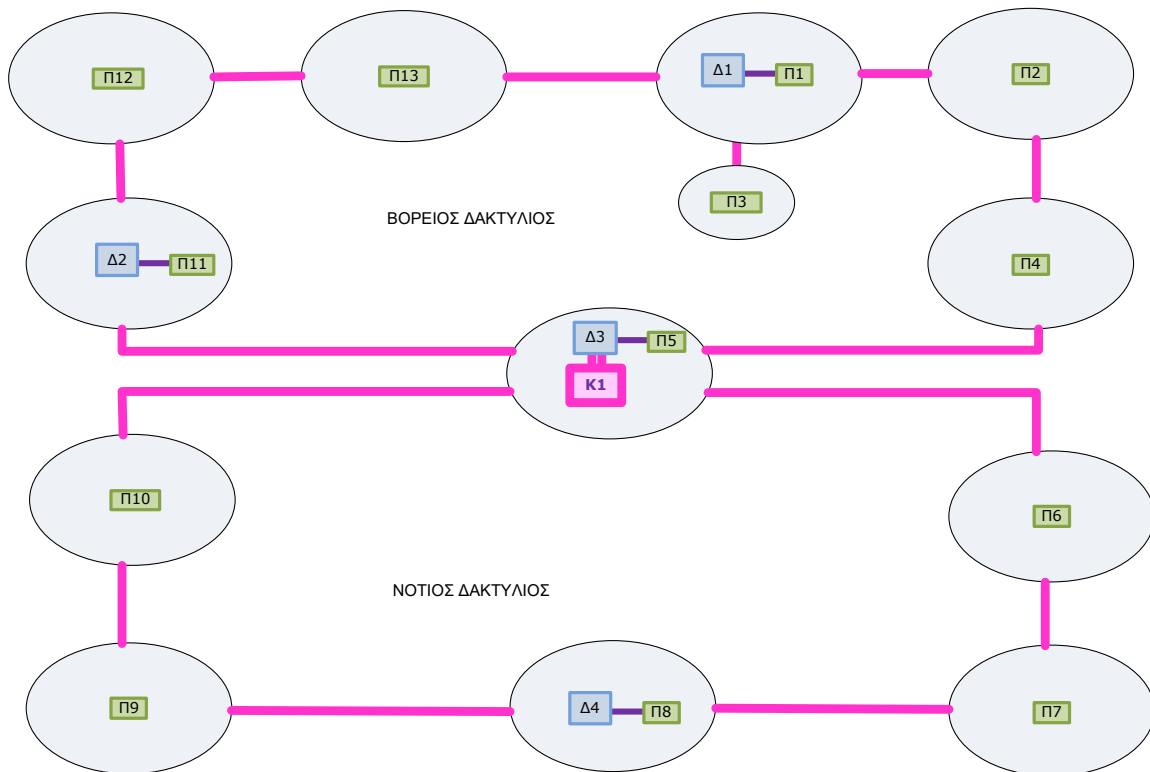 Π12
Π13
Δ1
Π1
Π2
Π3
ΒΟΡΕΙΟΣ ΔΑΚΤΥΛΙΟΣ
Δ2
Π11
Π4
Δ3
Π5
Κ1
Π10
Π6
ΝΟΤΙΟΣ ΔΑΚΤΥΛΙΟΣ
Π9
Δ4
Π8
Π7